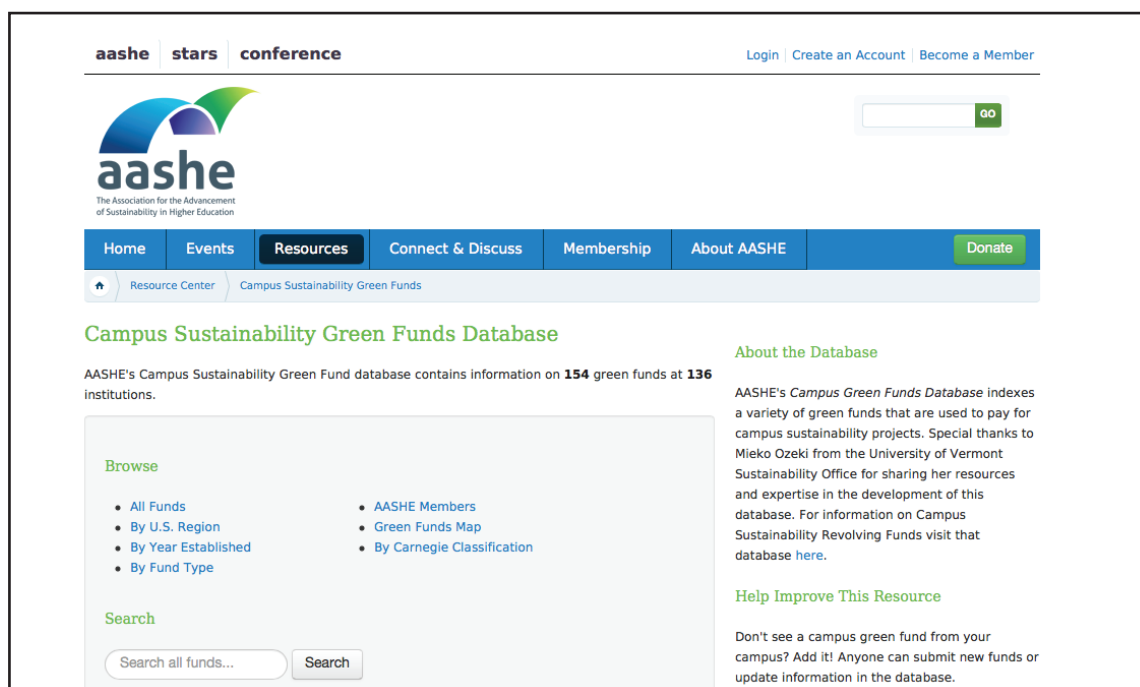 aashe stars conference
Login Create an Account Become a Member
GO
aashe
The Association for the Advancement
of Sustainability in Higher Education
Home Events Resources Connect & Discuss Membership About AASHE Donate
Resource Center Campus Sustainability Green Funds
Campus Sustainability Green Funds Database
AASHE's Campus Sustainability Green Fund database contains information on 154 green funds at 136
institutions.
Browse
• All Funds
• By U.S. Region
• By Year Established
• By Fund Type
• AASHE Members
• Green Funds Map
• By Carnegie Classification
Search
Search all funds... Search
About the Database
AASHE's Campus Green Funds Database indexes
a variety of green funds that are used to pay for
campus sustainability projects. Special thanks to
Mieko Ozeki from the University of Vermont
Sustainability Office for sharing her resources
and expertise in the development of this
database. For information on Campus
Sustainability Revolving Funds visit that
database here.
Help Improve This Resource
Don't see a campus green fund from your
campus? Add it! Anyone can submit new funds or
update information in the database.